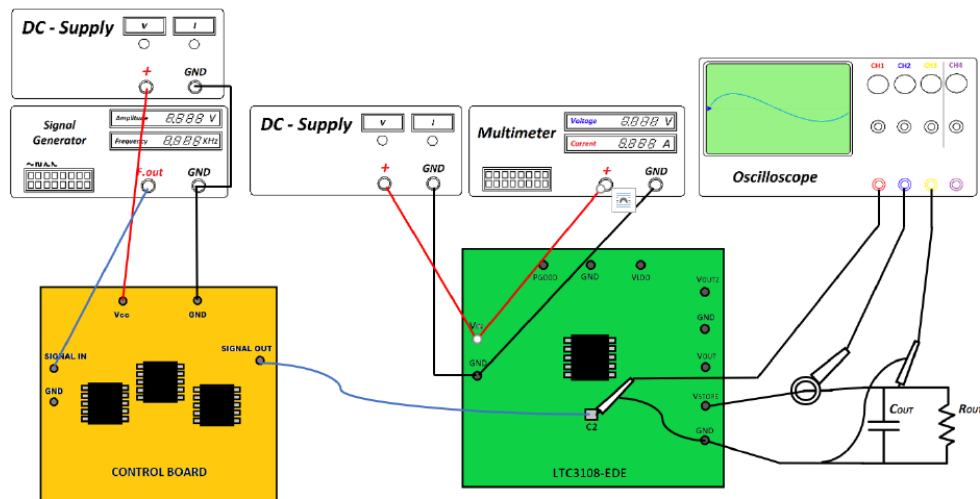 DC - Supply
V
I
+
GND
Signal
Generator
Amplitude
8.888 V
Frequency
8.888 KHz
F.out
GND
DC - Supply
V
I
+
GND
Multimeter
Voltage
8.888 V
Current
8.888 A
+
GND
CH1
CH2
CH3
CH4
Oscilloscope
Vcc
GND
SIGNAL IN
GND
SIGNAL OUT
CONTROL BOARD
PGOOD
GND
VLDO
VOUT2
GND
VOUT
VSTORE
GND
GND
C2
LTC3108-EDE
COUT
ROUT